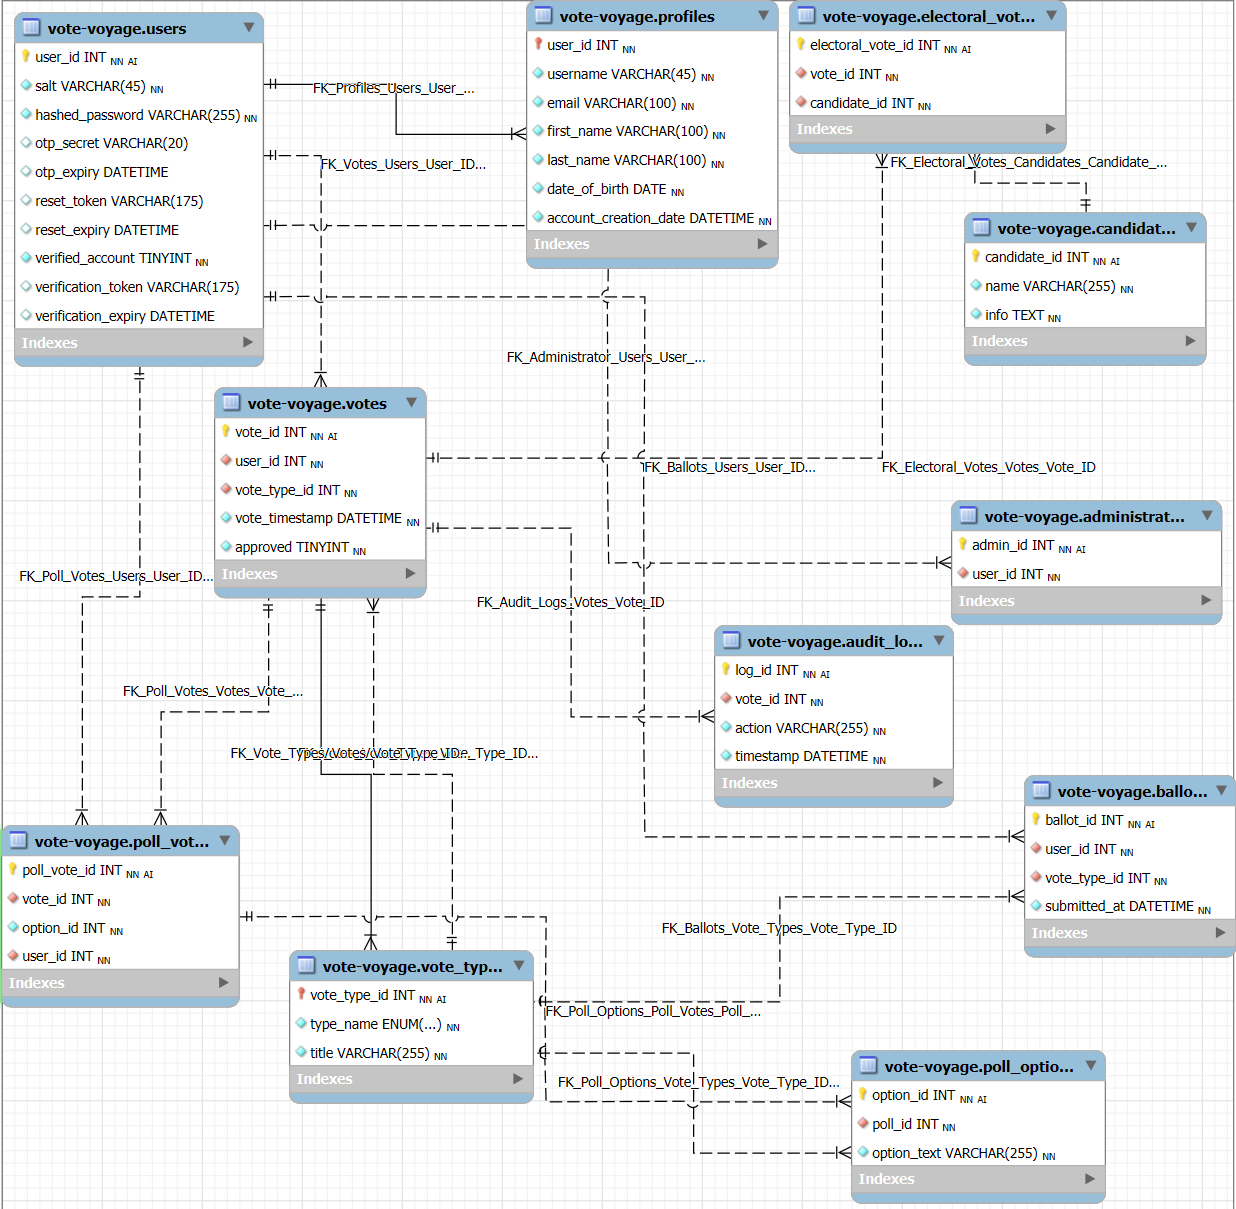 vote-voyage.users
user_id INT NN AI
salt VARCHAR(45) NN
hashed_password VARCHAR(255) NN
otp_secret VARCHAR(20)
otp_expiry DATETIME
reset_token VARCHAR(175)
reset_expiry DATETIME
verified_account TINYINT NN
verification_token VARCHAR(175)
verification_expiry DATETIME
Indexes
vote-voyage.profiles
user_id INT NN
username VARCHAR(45) NN
email VARCHAR(100) NN
first_name VARCHAR(100) NN
last_name VARCHAR(100) NN
date_of_birth DATE NN
account_creation_date DATETIME NN
Indexes
vote-voyage.electoral_vot...
electoral_vote_id INT NN AI
vote_id INT NN
candidate_id INT NN
Indexes
FK_Profiles_Users_User_...
FK_Votes_Users_User_ID...
FK_Electoral_Votes_Candidates_Candidate_...
vote-voyage.candidat...
candidate_id INT NN AI
name VARCHAR(255) NN
info TEXT NN
Indexes
FK_Administrator_Users_User_...
vote-voyage.votes
vote_id INT NN AI
user_id INT NN
vote_type_id INT NN
vote_timestamp DATETIME NN
approved TINYINT NN
Indexes
FK_Ballots_Users_User_ID...
FK_Electoral_Votes_Votes_Vote_ID
vote-voyage.administrat...
admin_id INT NN AI
user_id INT NN
Indexes
FK_Poll_Votes_Users_User_ID...
FK_Audit_Logs_Votes_Vote_ID
vote-voyage.audit_lo...
log_id INT NN AI
vote_id INT NN
action VARCHAR(255) NN
timestamp DATETIME NN
Indexes
FK_Poll_Votes_Votes_Vote_...
vote-voyage.ballo...
ballot_id INT NN AI
user_id INT NN
vote_type_id INT NN
submitted_at DATETIME NN
Indexes
vote-voyage.poll_vot...
poll_vote_id INT NN AI
vote_id INT NN
option_id INT NN
user_id INT NN
Indexes
FK_Ballots_Vote_Types_Vote_Type_ID
vote-voyage.vote_typ...
vote_type_id INT NN AI
type_name ENUM(...) NN
title VARCHAR(255) NN
Indexes
FK_Poll_Options_Poll_Votes_Poll_...
FK_Poll_Options_Vote_Types_Vote_Type_ID...
vote-voyage.poll_optio...
option_id INT NN AI
poll_id INT NN
option_text VARCHAR(255) NN
Indexes